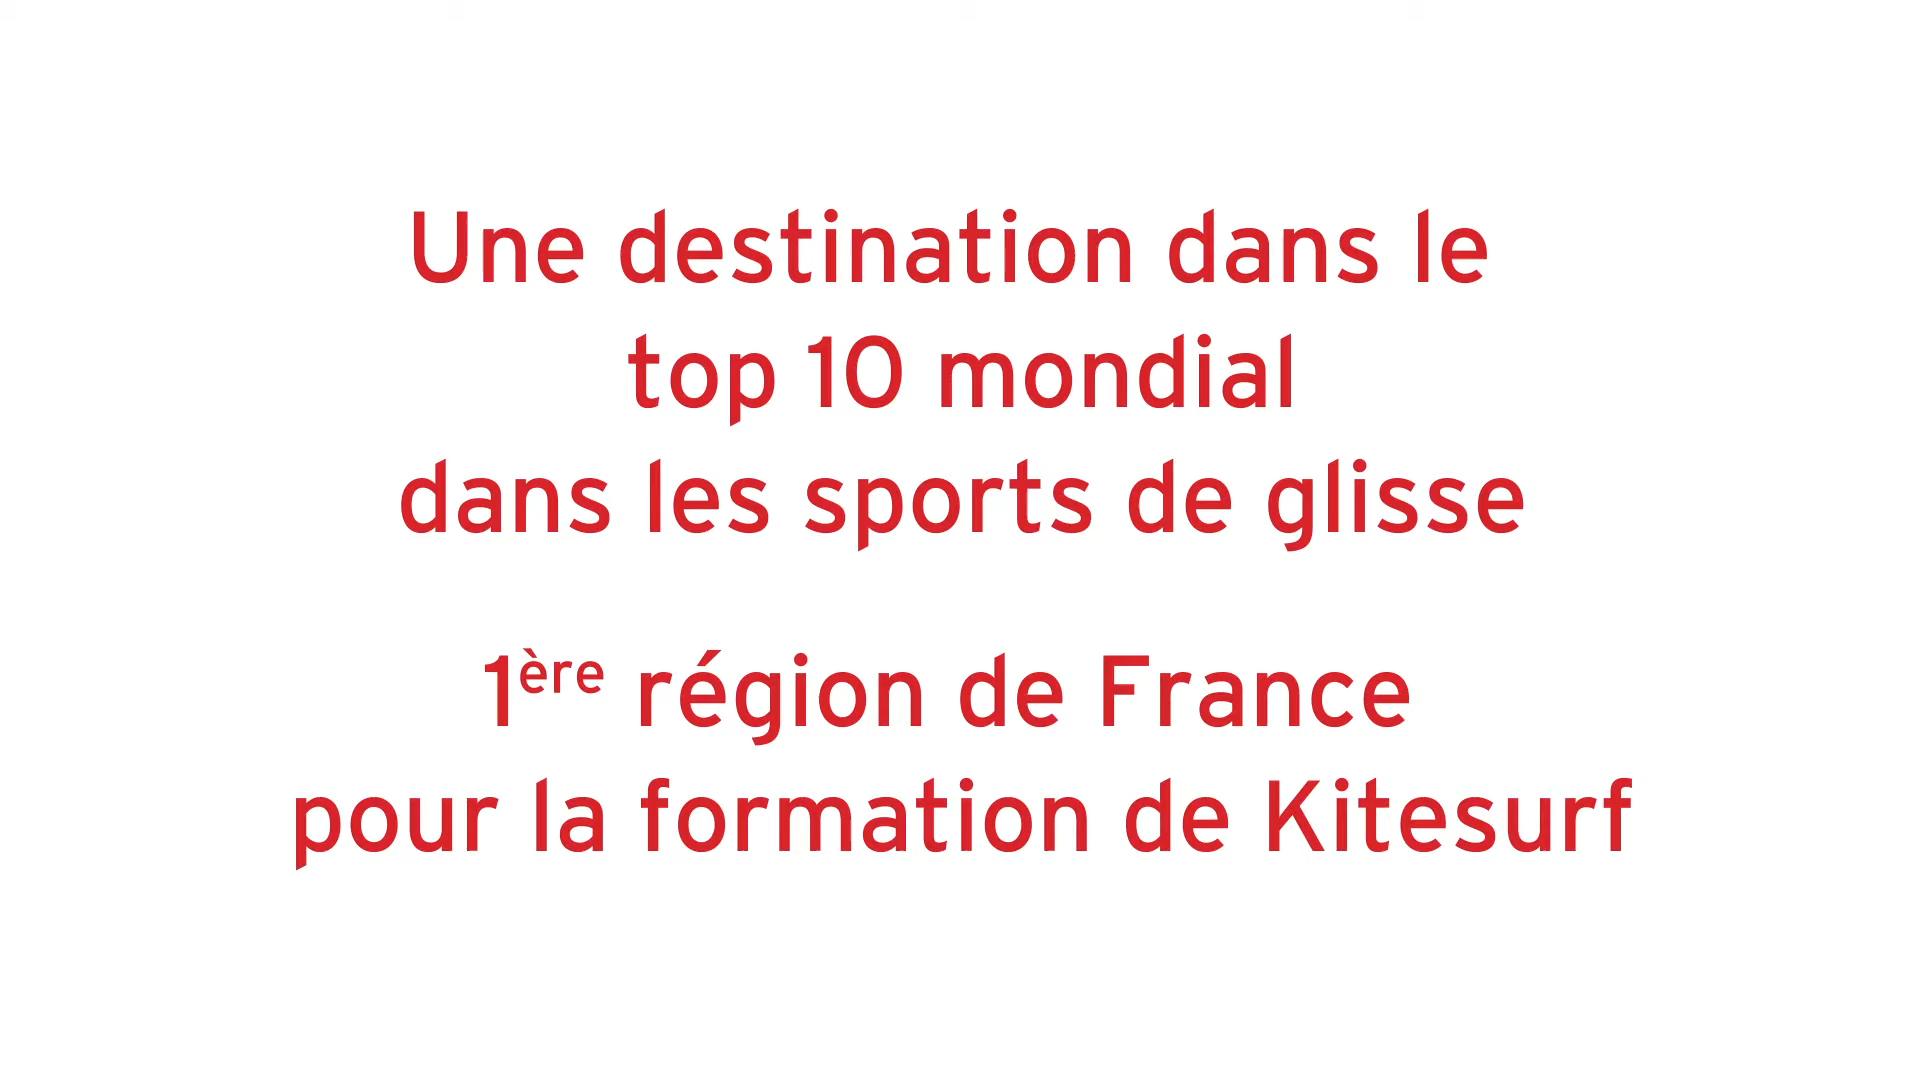 Une destination dans le
top 10 mondial
dans les sports de glisse
1ère région de France
pour la formation de Kitesurf